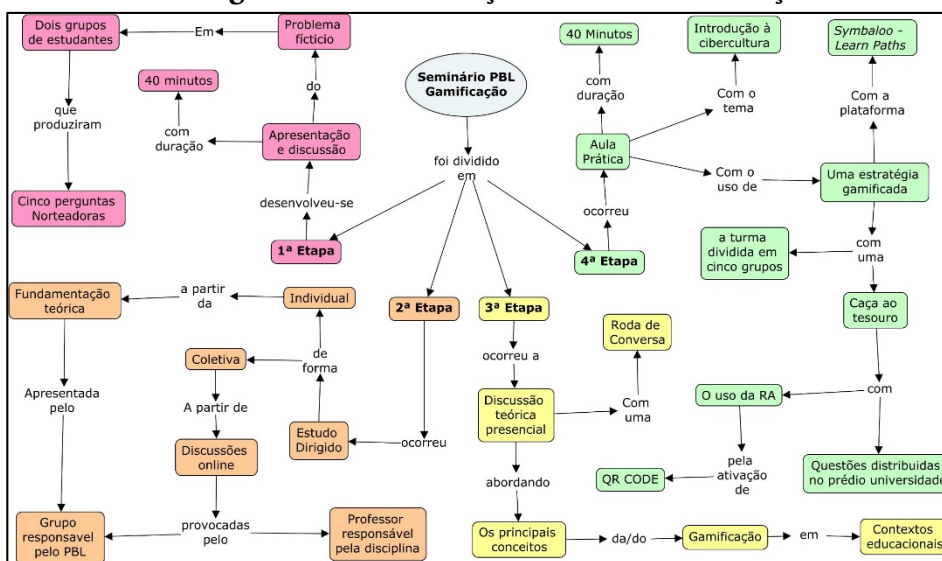 Seminário PBL
Gamificação
foi dividido
em
1ª Etapa
desenvolveu-se
Apresentação
e discussão
com
duração
40 minutos
do
Problema
fícticio
Em
Dois grupos
de estudantes
que
produziram
Cinco perguntas
Norteadoras
2ª Etapa
ocorreu
Estudo
Dirigido
de
forma
Individual
a partir
da
Fundamentação
teórica
Apresentada
pelo
Grupo
responsavel
pelo PBL
Coletiva
A partir de
Discussões
online
provocadas
pelo
Professor
responsável
pela disciplina
3ª Etapa
ocorreu a
Discussão
teórica
presencial
Com
uma
Roda de
Conversa
abordando
Os principais
conceitos
da/do
Gamificação
em
Contextos
educacionais
4ª Etapa
ocorreu
Aula
Prática
com
duração
40 Minutos
Com o
tema
Introdução à
cibercultura
Com o
uso de
Uma estratégia
gamificada
Com a
plataforma
Symbaloo -
Learn Paths
com
uma
a turma
dividida em
cinco grupos
Caça ao
tesouro
com
O uso da RA
pela
ativação
de
QR CODE
Questões distribuidas
no prédio universidade